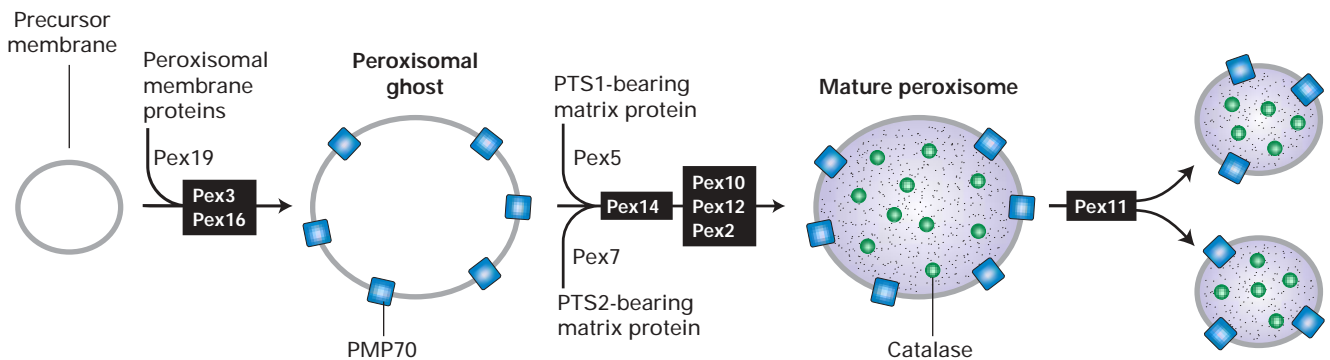 Precursor
membrane
Peroxisomal
membrane
proteins
Pex19
Pex3
Pex16
Peroxisomal
ghost
PMP70
PTS1-bearing
matrix protein
Pex5
Pex14
Pex7
PTS2-bearing
matrix protein
Pex10
Pex12
Pex2
Mature peroxisome
Catalase
Pex11